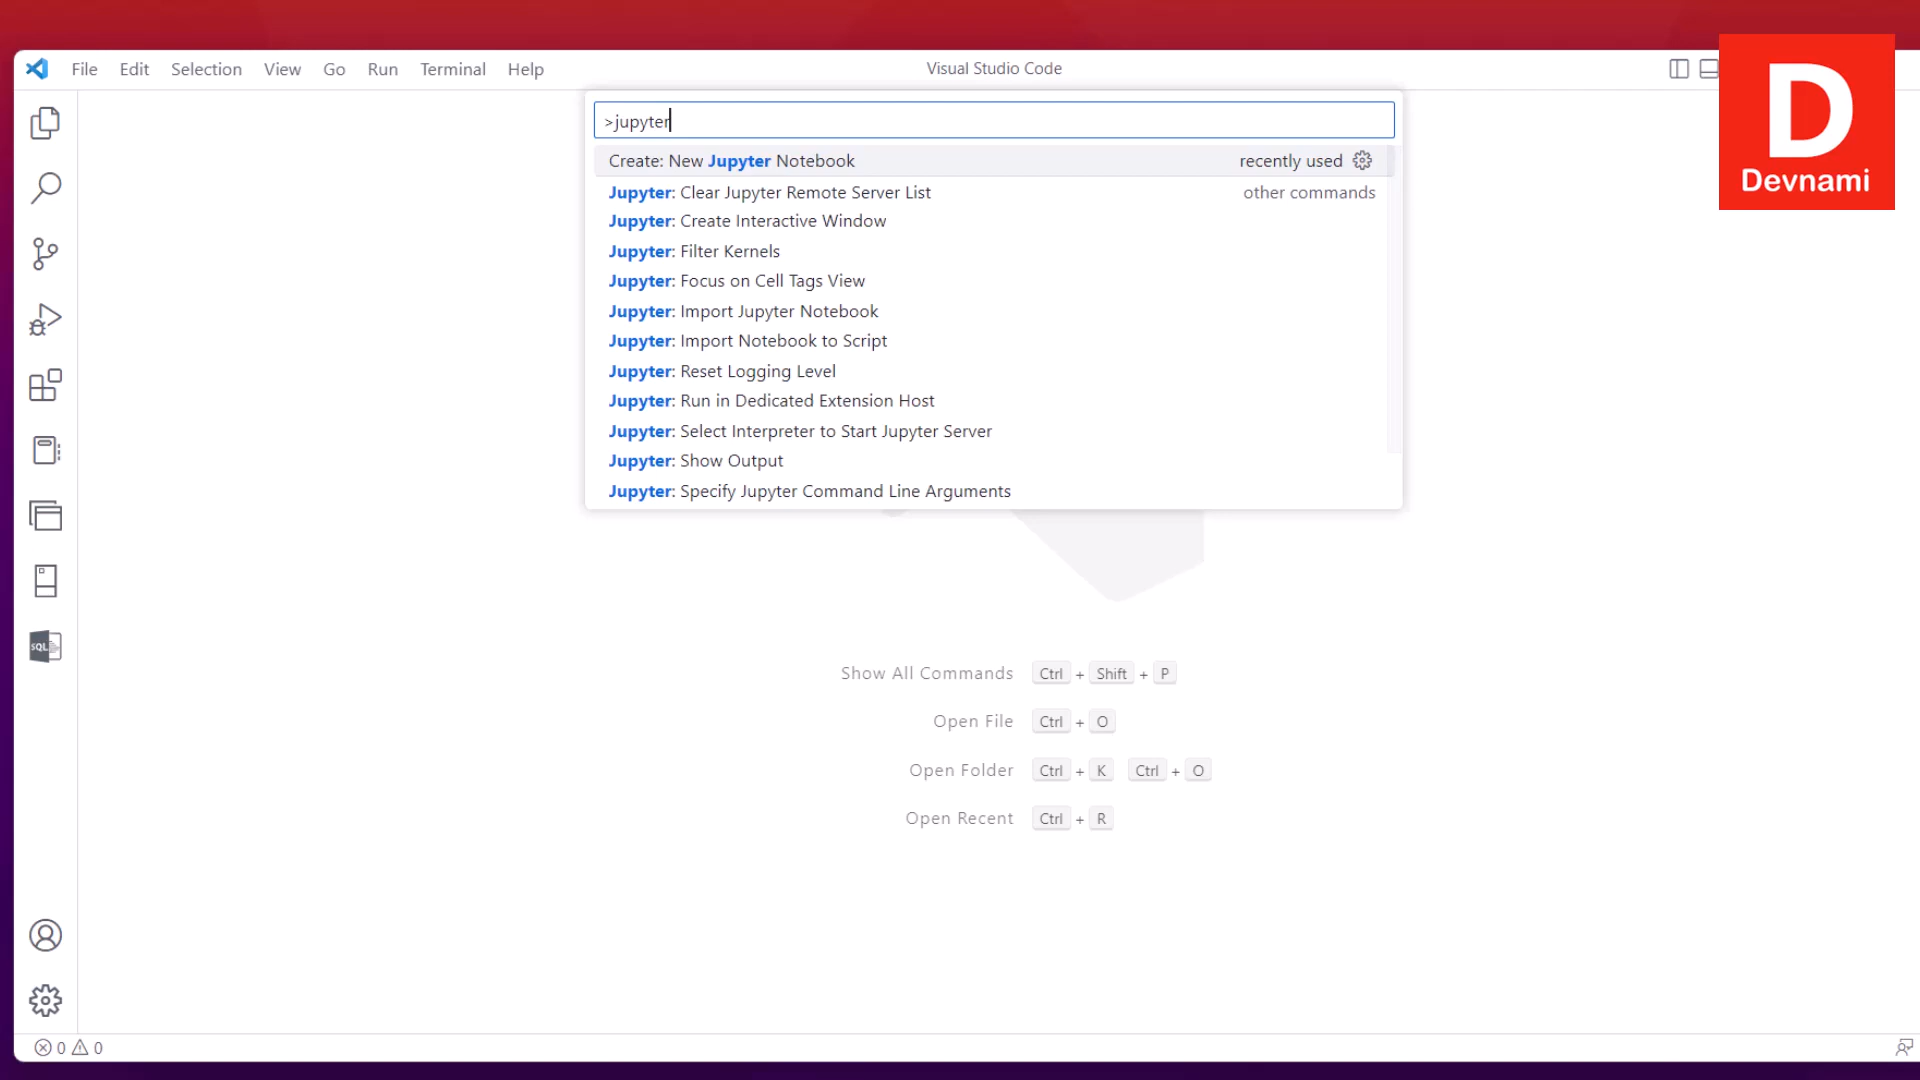 File Edit Selection View Go Run Terminal Help
Visual Studio Code
D
Devnami
>jupyter
Create: New Jupyter Notebook recently used
Jupyter: Clear Jupyter Remote Server List other commands
Jupyter: Create Interactive Window
Jupyter: Filter Kernels
Jupyter: Focus on Cell Tags View
Jupyter: Import Jupyter Notebook
Jupyter: Import Notebook to Script
Jupyter: Reset Logging Level
Jupyter: Run in Dedicated Extension Host
Jupyter: Select Interpreter to Start Jupyter Server
Jupyter: Show Output
Jupyter: Specify Jupyter Command Line Arguments
SQL
Show All Commands Ctrl + Shift + P
Open File Ctrl + O
Open Folder Ctrl + K Ctrl + O
Open Recent Ctrl + R
0 0